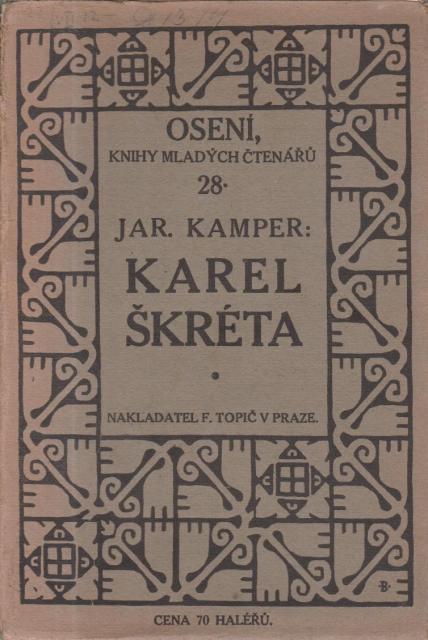 OSENÍ,
KNIHY MLADÝCH ČTENÁŘŮ
28·
JAR. KAMPER:
KAREL
ŠKRÉTA
NAKLADATEL F. TOPIČ V PRAZE.
·B·
CENA 70 HALÉŘŮ.